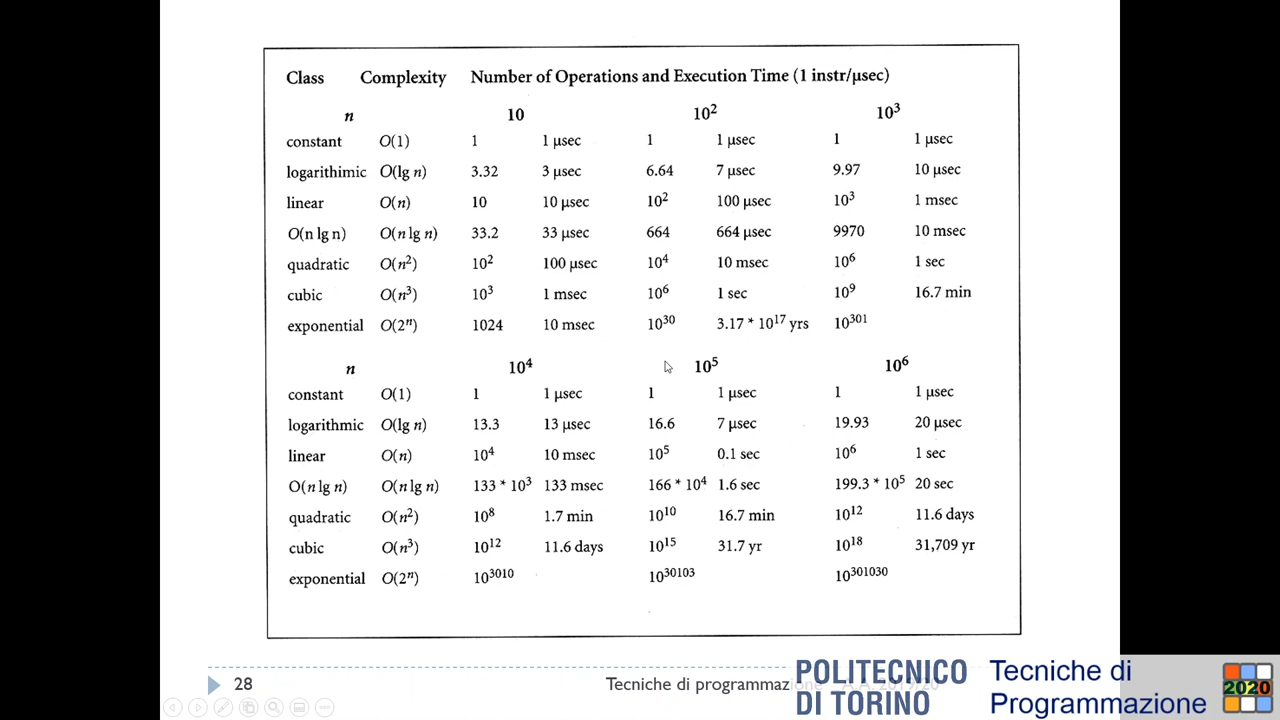 Class Complexity Number of Operations and Execution Time (1 instr/µsec)
n 10 10² 10³
constant O(1) 1 1 µsec 1 1 µsec 1 1 µsec
logarithimic O(lg n) 3.32 3 µsec 6.64 7 µsec 9.97 10 µsec
linear O(n) 10 10 µsec 10² 100 µsec 10³ 1 msec
O(n lg n) O(n lg n) 33.2 33 µsec 664 664 µsec 9970 10 msec
quadratic O(n²) 10² 100 µsec 10⁴ 10 msec 10⁶ 1 sec
cubic O(n³) 10³ 1 msec 10⁶ 1 sec 10⁹ 16.7 min
exponential O(2ⁿ) 1024 10 msec 10³⁰ 3.17 * 10¹⁷ yrs 10³⁰¹
n 10⁴ 10⁵ 10⁶
constant O(1) 1 1 µsec 1 1 µsec 1 1 µsec
logarithmic O(lg n) 13.3 13 µsec 16.6 7 µsec 19.93 20 µsec
linear O(n) 10⁴ 10 msec 10⁵ 0.1 sec 10⁶ 1 sec
O(n lg n) O(n lg n) 133 * 10³ 133 msec 166 * 10⁴ 1.6 sec 199.3 * 10⁵ 20 sec
quadratic O(n²) 10⁸ 1.7 min 10¹⁰ 16.7 min 10¹² 11.6 days
cubic O(n³) 10¹² 11.6 days 10¹⁵ 31.7 yr 10¹⁸ 31,709 yr
exponential O(2ⁿ) 10³⁰¹⁰ 10³⁰¹⁰³ 10³⁰¹⁰³⁰
28 Tecniche di programmazione A.A. 2019/20
POLITECNICO
DI TORINO
Tecniche di
Programmazione
2020